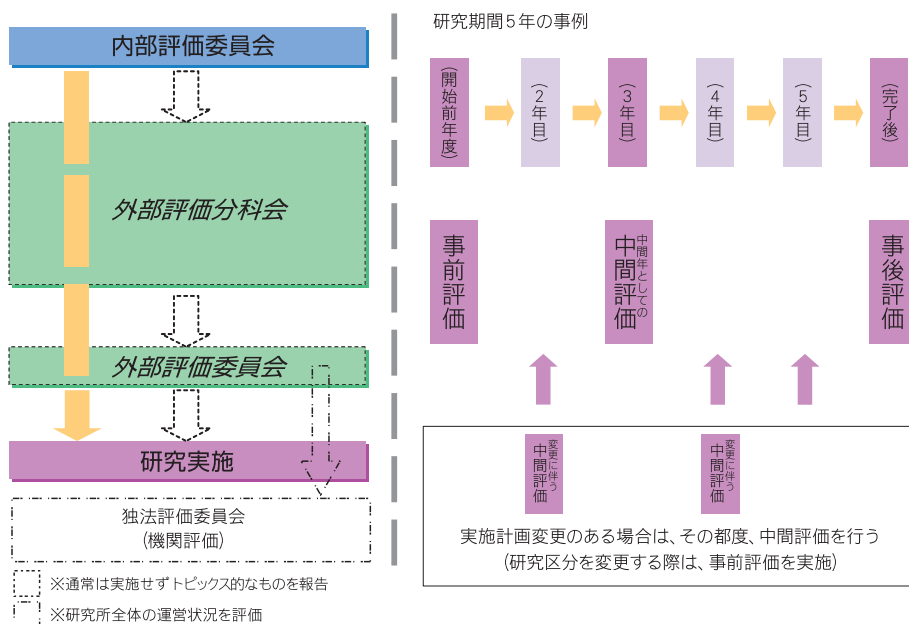 内部評価委員会
外部評価分科会
外部評価委員会
研究実施
独法評価委員会
(機関評価)
※通常は実施せずトピックス的なものを報告
※研究所全体の運営状況を評価
研究期間5年の事例
(開始前年度)
(2年目)
(3年目)
(4年目)
(5年目)
(完了後)
事前評価
中間年としての
中間評価
事後評価
変更に伴う
中間評価
変更に伴う
中間評価
実施計画変更のある場合は、その都度、中間評価を行う
(研究区分を変更する際は、事前評価を実施)